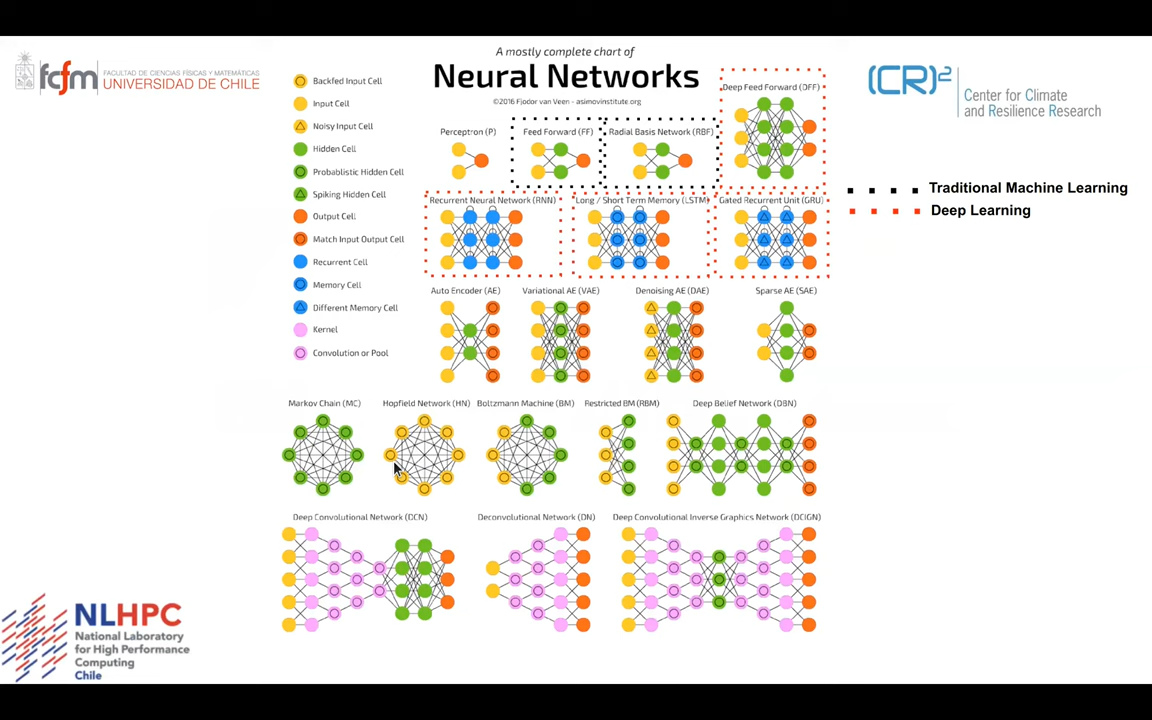 fcfm
FACULTAD DE CIENCIAS FÍSICAS Y MATEMÁTICAS
UNIVERSIDAD DE CHILE
A mostly complete chart of
Neural Networks
©2016 Fjodor van Veen - asimovinstitute.org
(CR)2
Center for Climate
and Resilience Research
Backfed Input Cell
Input Cell
Noisy Input Cell
Hidden Cell
Probablistic Hidden Cell
Spiking Hidden Cell
Output Cell
Match Input Output Cell
Recurrent Cell
Memory Cell
Different Memory Cell
Kernel
Convolution or Pool
Deep Feed Forward (DFF)
Perceptron (P)
Feed Forward (FF)
Radial Basis Network (RBF)
Traditional Machine Learning
Deep Learning
Recurrent Neural Network (RNN)
Long / Short Term Memory (LSTM)
Gated Recurrent Unit (GRU)
Auto Encoder (AE)
Variational AE (VAE)
Denoising AE (DAE)
Sparse AE (SAE)
Markov Chain (MC)
Hopfield Network (HN)
Boltzmann Machine (BM)
Restricted BM (RBM)
Deep Belief Network (DBN)
Deep Convolutional Network (DCN)
Deconvolutional Network (DN)
Deep Convolutional Inverse Graphics Network (DCIGN)
NLHPC
National Laboratory
for High Performance
Computing
Chile